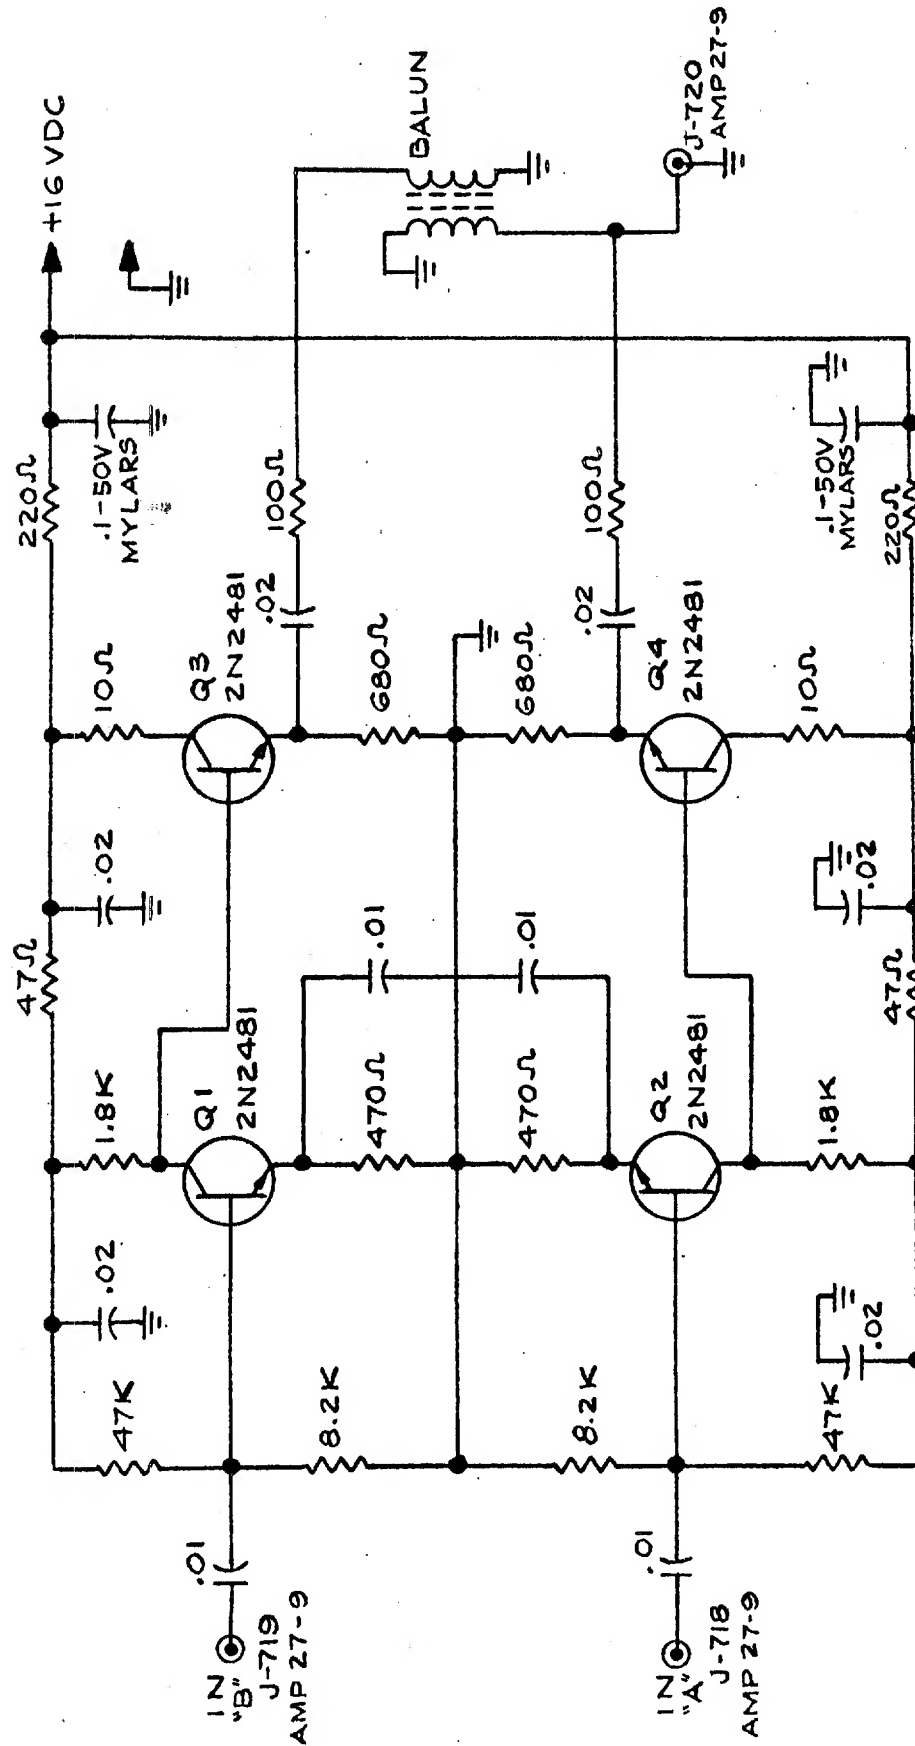 +16 VDC
220Ω
.1-50V
MYLARS
10Ω
Q3
2N2481
.02
47Ω
1.8K
Q1
2N2481
.02
47K
.01
IN
"B"
J-719
AMP 27-9
8.2K
470Ω
.01
680Ω
.02
100Ω
BALUN
8.2K
470Ω
.01
680Ω
.02
100Ω
J-720
AMP 27-9
.01
IN
"A"
J-718
AMP 27-9
47K
.02
Q2
2N2481
1.8K
47Ω
.02
Q4
2N2481
10Ω
220Ω
.1-50V
MYLARS